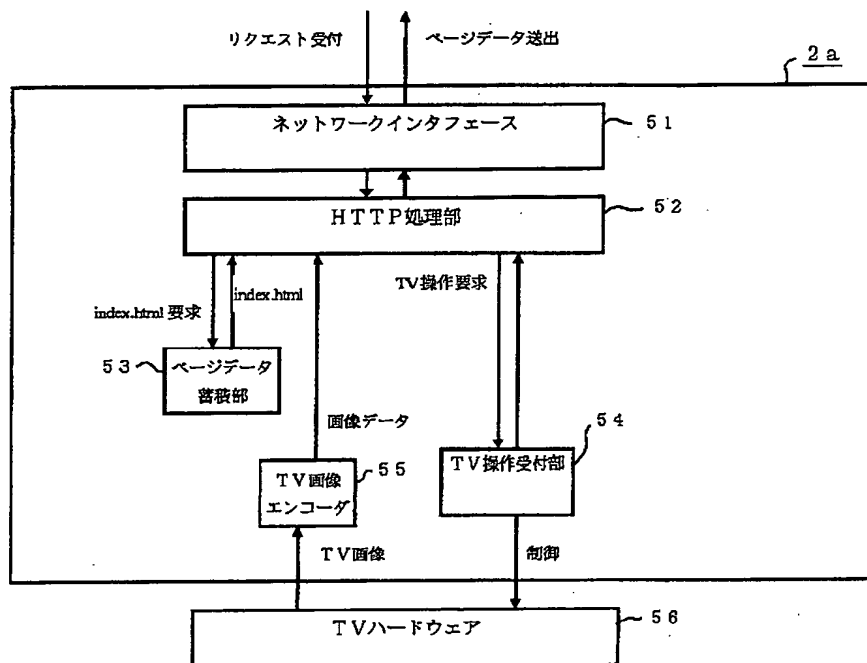 リクエスト受付
ページデータ送出
2a
ネットワークインタフェース
51
HTTP処理部
52
index.html 要求
index.html
TV操作要求
53
ページデータ
蓄積部
画像データ
54
TV操作受付部
55
TV画像
エンコーダ
TV画像
制御
TVハードウェア
56